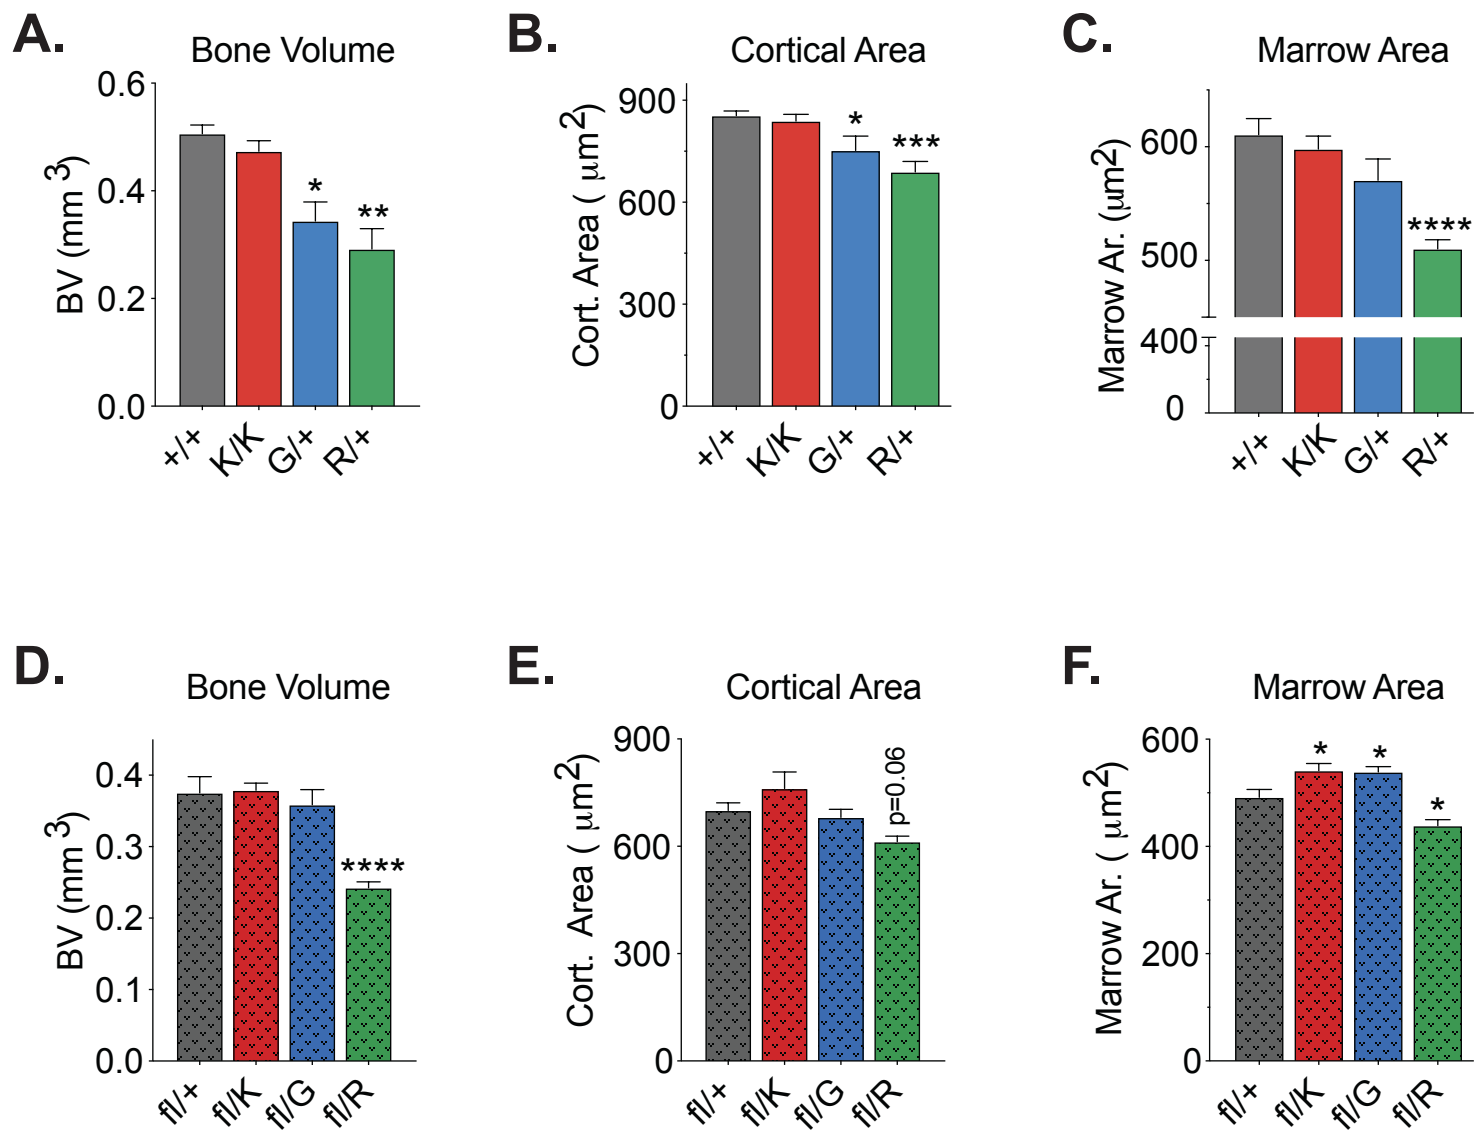 A.
Bone Volume
BV (mm 3)
0.6
0.4
0.2
0.0
*
**
+/+
K/K
G/+
R/+
B.
Cortical Area
Cort. Area ( μm2)
900
600
300
0
*
***
+/+
K/K
G/+
R/+
C.
Marrow Area
Marrow Ar. (μm2)
600
500
400
0
****
+/+
K/K
G/+
R/+
D.
Bone Volume
BV (mm 3)
0.4
0.3
0.2
0.1
0.0
****
fl/+
fl/K
fl/G
fl/R
E.
Cortical Area
Cort. Area ( μm2)
900
600
300
0
p=0.06
fl/+
fl/K
fl/G
fl/R
F.
Marrow Area
Marrow Ar. ( μm2)
600
400
200
0
*
*
*
fl/+
fl/K
fl/G
fl/R